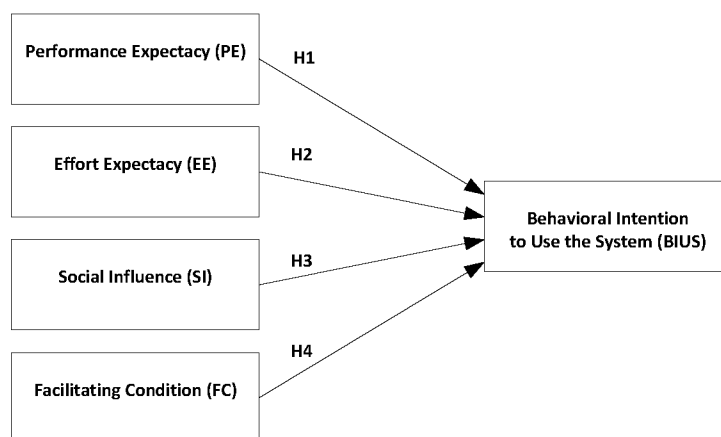 Performance Expectacy (PE)
H1
Effort Expectacy (EE)
H2
Behavioral Intention
to Use the System (BIUS)
Social Influence (SI)
H3
Facilitating Condition (FC)
H4